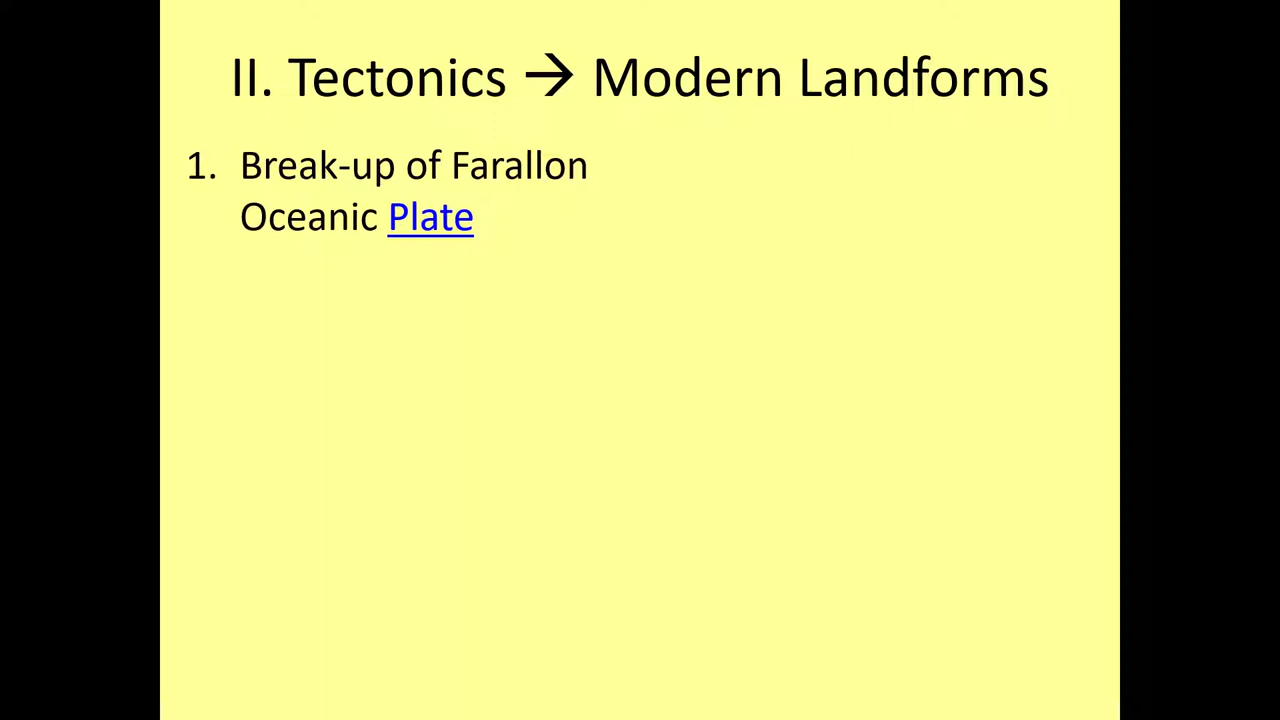 II. Tectonics → Modern Landforms
1. Break-up of Farallon
Oceanic Plate